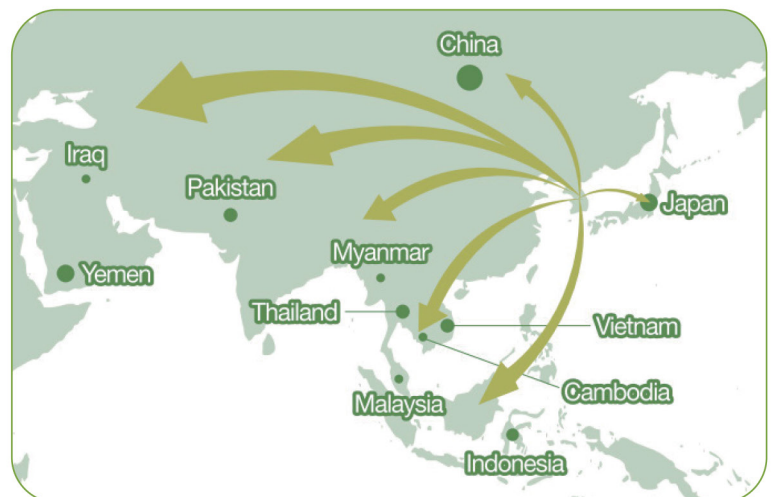 China
Iraq
Pakistan
Japan
Myanmar
Yemen
Thailand
Vietnam
Cambodia
Malaysia
Indonesia